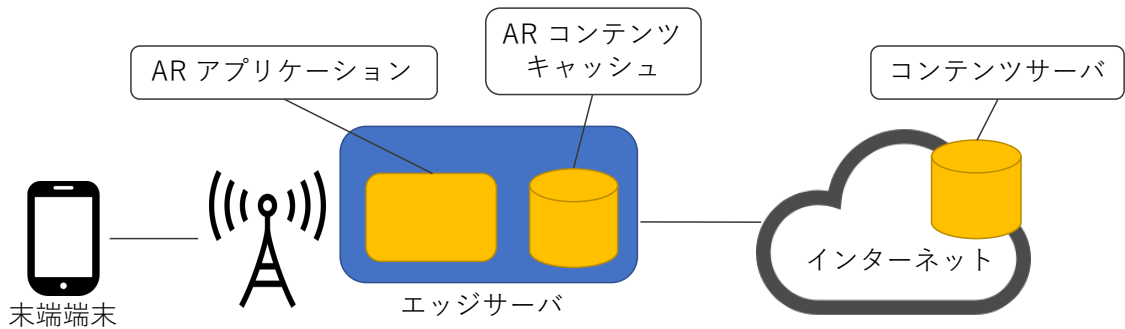 AR アプリケーション
AR コンテンツ
キャッシュ
コンテンツサーバ
末端端末
エッジサーバ
インターネット